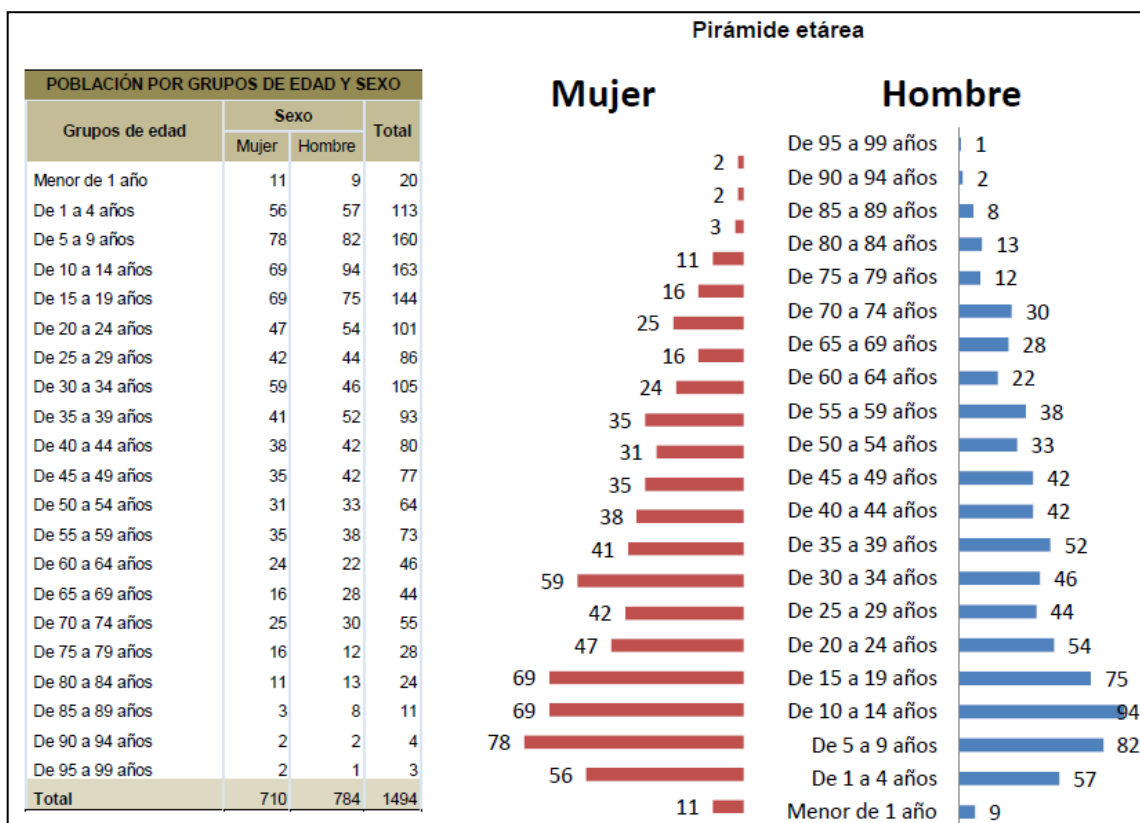 Pirámide etárea
POBLACIÓN POR GRUPOS DE EDAD Y SEXO
Grupos de edad Sexo Total
Mujer Hombre
Menor de 1 año 11 9 20
De 1 a 4 años 56 57 113
De 5 a 9 años 78 82 160
De 10 a 14 años 69 94 163
De 15 a 19 años 69 75 144
De 20 a 24 años 47 54 101
De 25 a 29 años 42 44 86
De 30 a 34 años 59 46 105
De 35 a 39 años 41 52 93
De 40 a 44 años 38 42 80
De 45 a 49 años 35 42 77
De 50 a 54 años 31 33 64
De 55 a 59 años 35 38 73
De 60 a 64 años 24 22 46
De 65 a 69 años 16 28 44
De 70 a 74 años 25 30 55
De 75 a 79 años 16 12 28
De 80 a 84 años 11 13 24
De 85 a 89 años 3 8 11
De 90 a 94 años 2 2 4
De 95 a 99 años 2 1 3
Total 710 784 1494
Mujer Hombre
2 De 95 a 99 años 1
2 De 90 a 94 años 2
3 De 85 a 89 años 8
11 De 80 a 84 años 13
16 De 75 a 79 años 12
25 De 70 a 74 años 30
16 De 65 a 69 años 28
24 De 60 a 64 años 22
35 De 55 a 59 años 38
31 De 50 a 54 años 33
35 De 45 a 49 años 42
38 De 40 a 44 años 42
41 De 35 a 39 años 52
59 De 30 a 34 años 46
42 De 25 a 29 años 44
47 De 20 a 24 años 54
69 De 15 a 19 años 75
69 De 10 a 14 años 94
78 De 5 a 9 años 82
56 De 1 a 4 años 57
11 Menor de 1 año 9